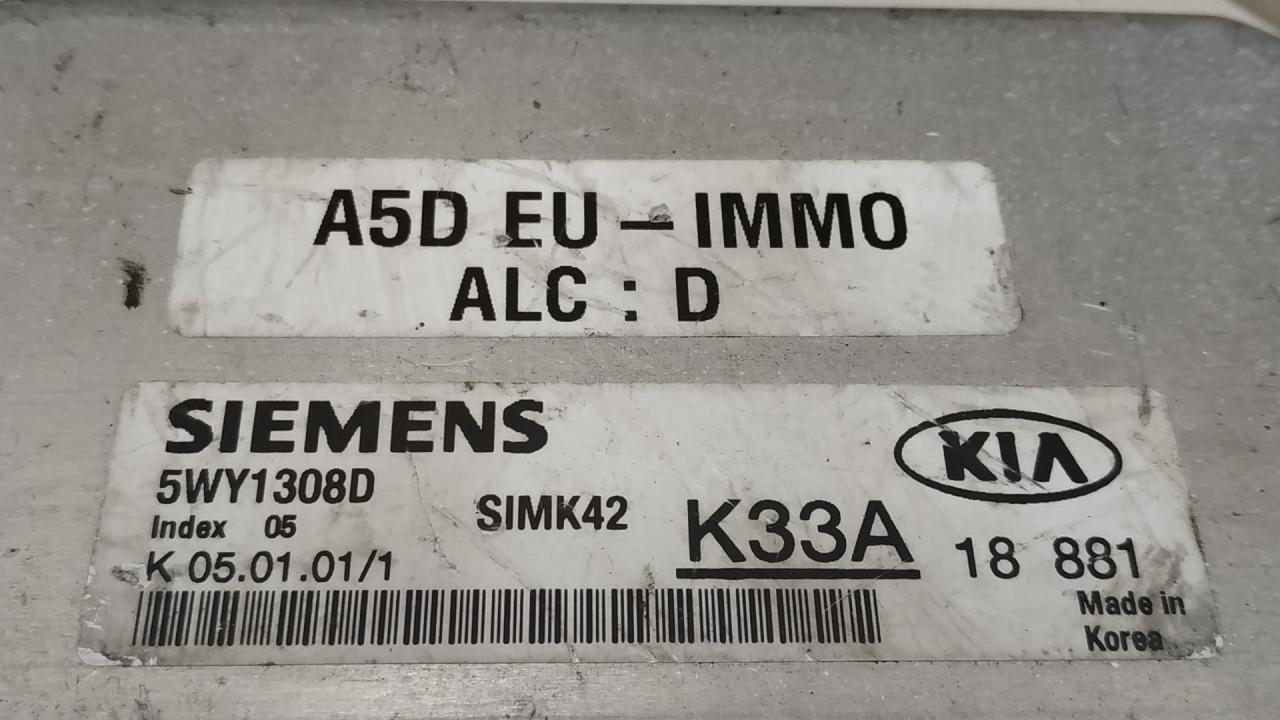 A5D EU – IMMO
ALC : D
SIEMENS
5WY1308D
Index 05
SIMK42
K 05.01.01/1
K33A
KIA
18 881
Made in
Korea